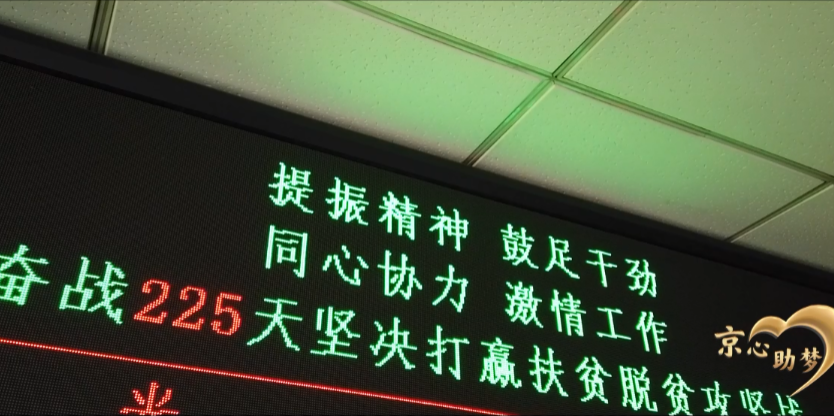 提振精神 鼓足干劲
同心协力 激情工作
奋战225天坚决打赢扶贫脱贫攻坚战
京心助梦